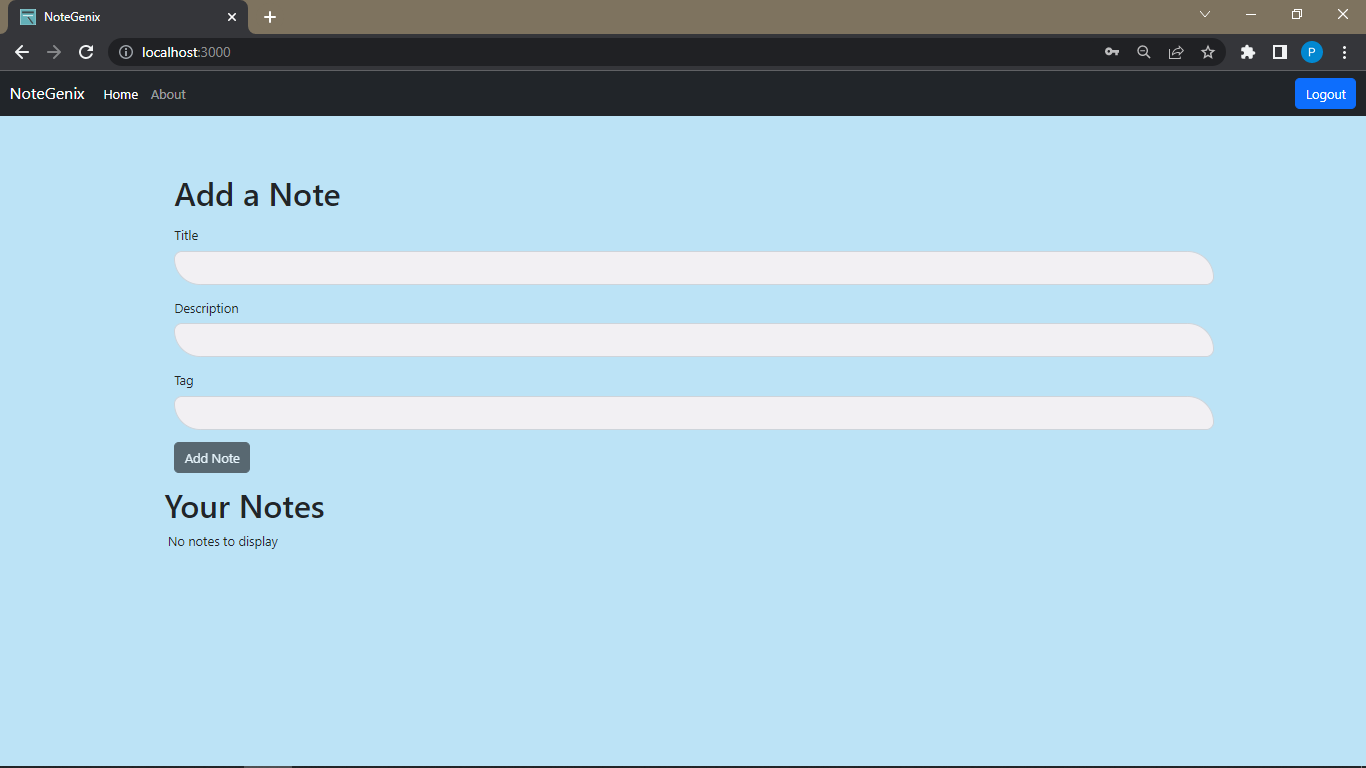 NoteGenix
localhost:3000
P
NoteGenix Home About Logout
Add a Note
Title
Description
Tag
Add Note
Your Notes
No notes to display